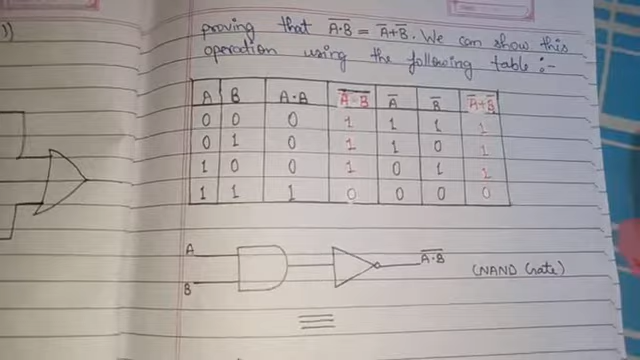 1)
proving that A̅·̅B̅ = A̅+B̅. We can show this
operation using the following table :-
A B A·B A̅·̅B̅ A̅ B̅ A̅+B̅
0 0 0 1 1 1 1
0 1 0 1 1 0 1
1 0 0 1 0 1 1
1 1 1 0 0 0 0
A
A̅·̅B̅
(NAND Gate)
B